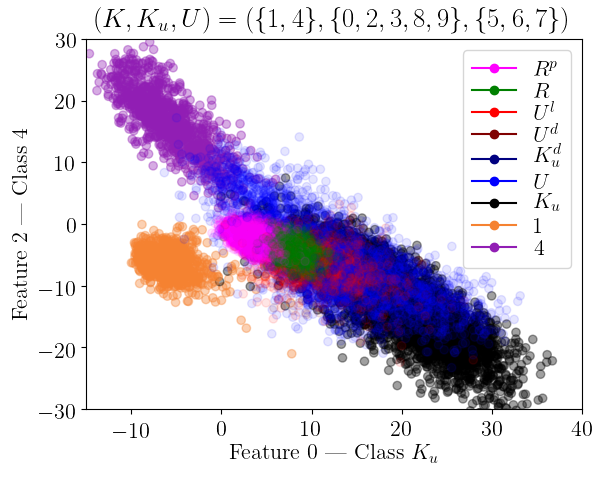 (K, K_u, U) = ({1, 4}, {0, 2, 3, 8, 9}, {5, 6, 7})
30
20
10
0
−10
−20
−30
Feature 2 — Class 4
R^p
R
U^l
U^d
K_u^d
U
K_u
1
4
−10 0 10 20 30 40
Feature 0 — Class K_u